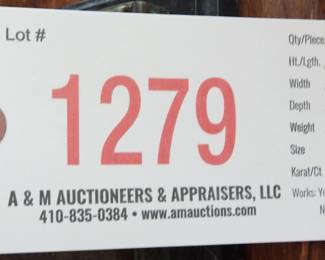 Lot #
1279
A & M AUCTIONEERS & APPRAISERS, LLC
410-835-0384 • www.amauctions.com
Qty/Piece
Ht./Lgth.
Width
Depth
Weight
Size
Karat/Ct
Works: